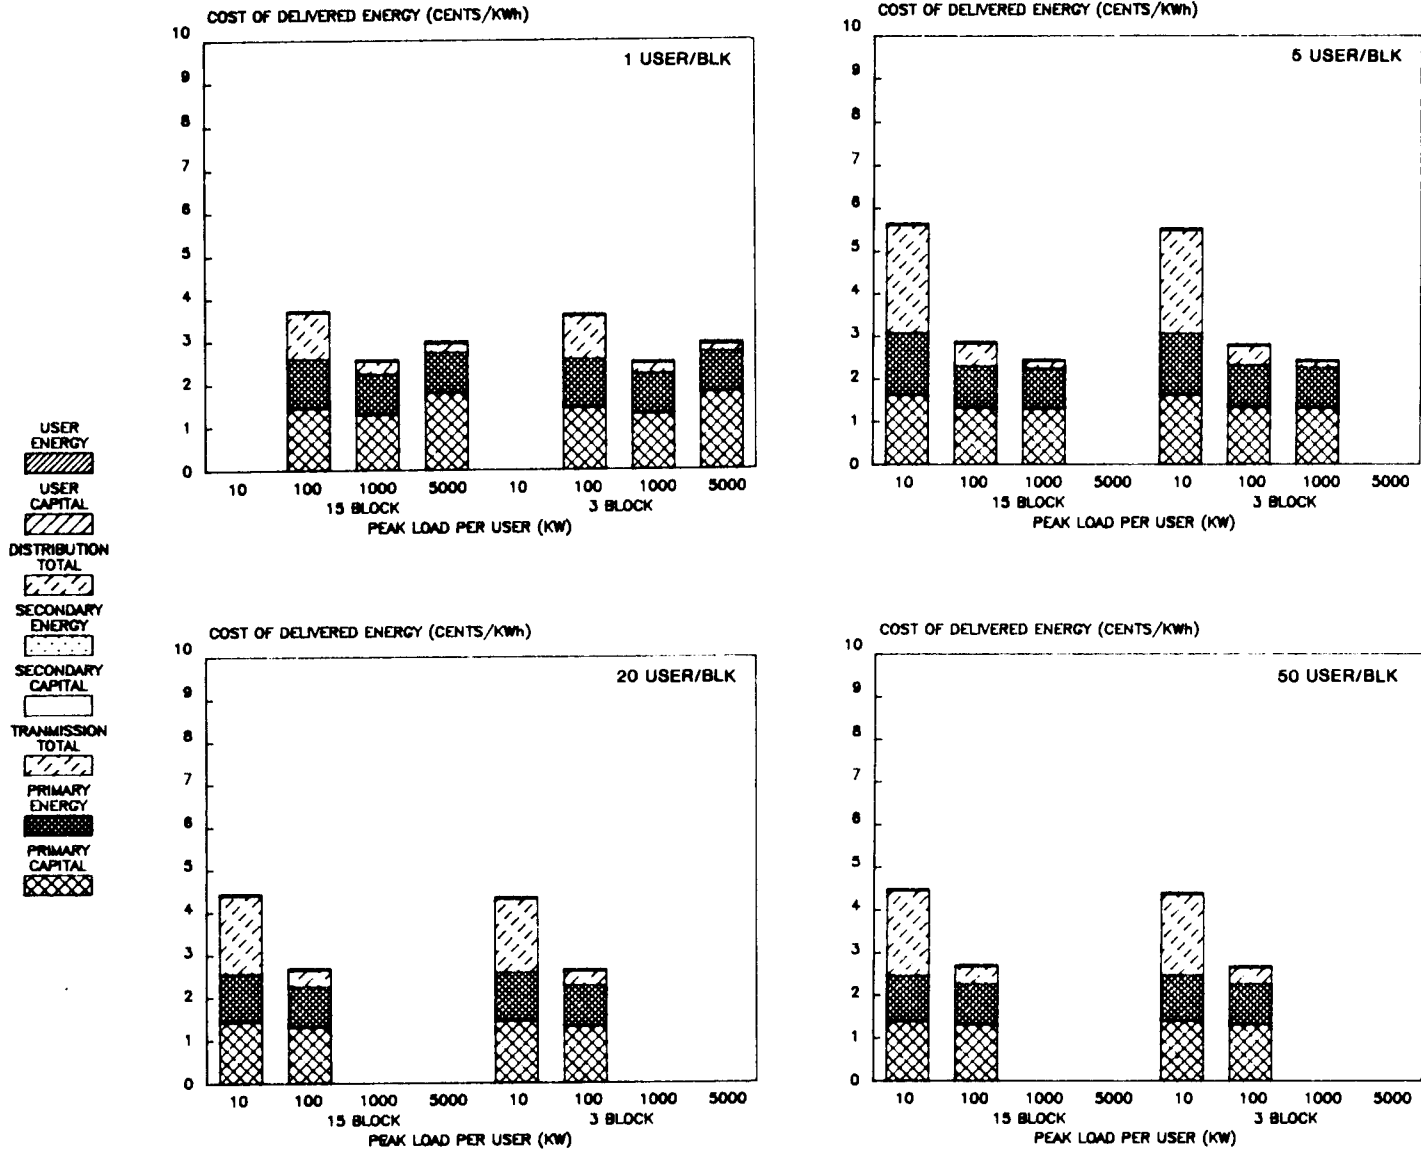 COST OF DELIVERED ENERGY (CENTS/KWh)
10
9
8
7
6
5
4
3
2
1
0
1 USER/BLK
10 100 1000 5000 10 100 1000 5000
15 BLOCK 3 BLOCK
PEAK LOAD PER USER (KW)
COST OF DELIVERED ENERGY (CENTS/KWh)
10
9
8
7
6
5
4
3
2
1
0
5 USER/BLK
10 100 1000 5000 10 100 1000 5000
15 BLOCK 3 BLOCK
PEAK LOAD PER USER (KW)
USER
ENERGY
USER
CAPITAL
DISTRIBUTION
TOTAL
SECONDARY
ENERGY
SECONDARY
CAPITAL
TRANMISSION
TOTAL
PRIMARY
ENERGY
PRIMARY
CAPITAL
COST OF DELIVERED ENERGY (CENTS/KWh)
10
9
8
7
6
5
4
3
2
1
0
20 USER/BLK
10 100 1000 5000 10 100 1000 5000
15 BLOCK 3 BLOCK
PEAK LOAD PER USER (KW)
COST OF DELIVERED ENERGY (CENTS/KWh)
10
9
8
7
6
5
4
3
2
1
0
50 USER/BLK
10 100 1000 5000 10 100 1000 5000
15 BLOCK 3 BLOCK
PEAK LOAD PER USER (KW)